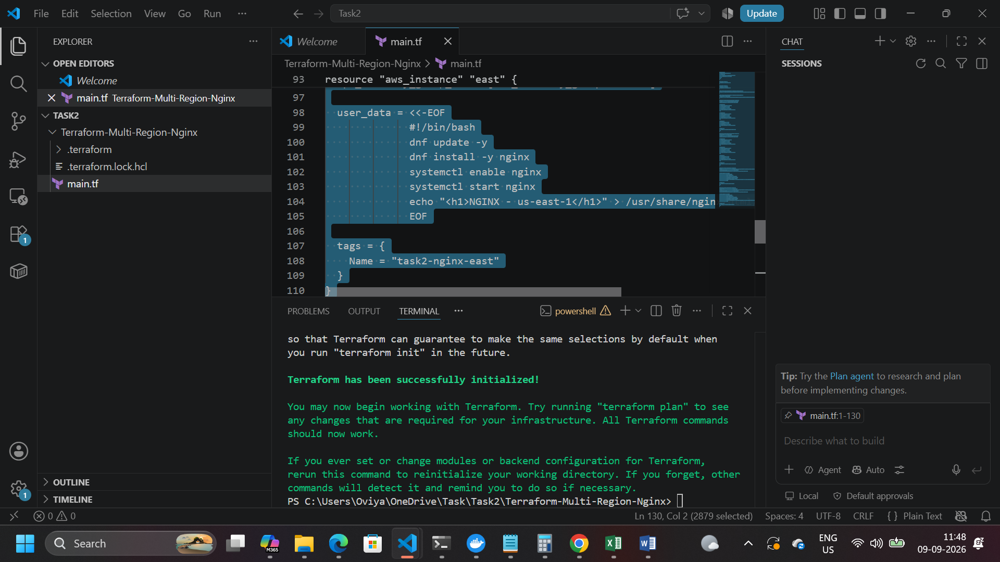 File Edit Selection View Go Run
Task2
Update
EXPLORER
OPEN EDITORS
Welcome
main.tf Terraform-Multi-Region-Nginx
TASK2
Terraform-Multi-Region-Nginx
.terraform
.terraform.lock.hcl
main.tf
OUTLINE
TIMELINE
1
1
Welcome
main.tf
Terraform-Multi-Region-Nginx > main.tf
93 resource "aws_instance" "east" {
97
98 user_data = <<-EOF
99 #!/bin/bash
100 dnf update -y
101 dnf install -y nginx
102 systemctl enable nginx
103 systemctl start nginx
104 echo "<h1>NGINX - us-east-1</h1>" > /usr/share/ngin
105 EOF
106
107 tags = {
108 Name = "task2-nginx-east"
109 }
110 }
PROBLEMS OUTPUT TERMINAL
powershell
so that Terraform can guarantee to make the same selections by default when
you run "terraform init" in the future.
Terraform has been successfully initialized!
You may now begin working with Terraform. Try running "terraform plan" to see
any changes that are required for your infrastructure. All Terraform commands
should now work.
If you ever set or change modules or backend configuration for Terraform,
rerun this command to reinitialize your working directory. If you forget, other
commands will detect it and remind you to do so if necessary.
PS C:\Users\Oviya\OneDrive\Task\Task2\Terraform-Multi-Region-Nginx>
CHAT
SESSIONS
Tip: Try the Plan agent to research and plan
before implementing changes.
main.tf:1-130
Describe what to build
Agent Auto
Local Default approvals
0 0
Ln 130, Col 2 (2879 selected) Spaces: 4 UTF-8 CRLF { } Plain Text
Search
M365
ENG
US
11:48
09-09-2026